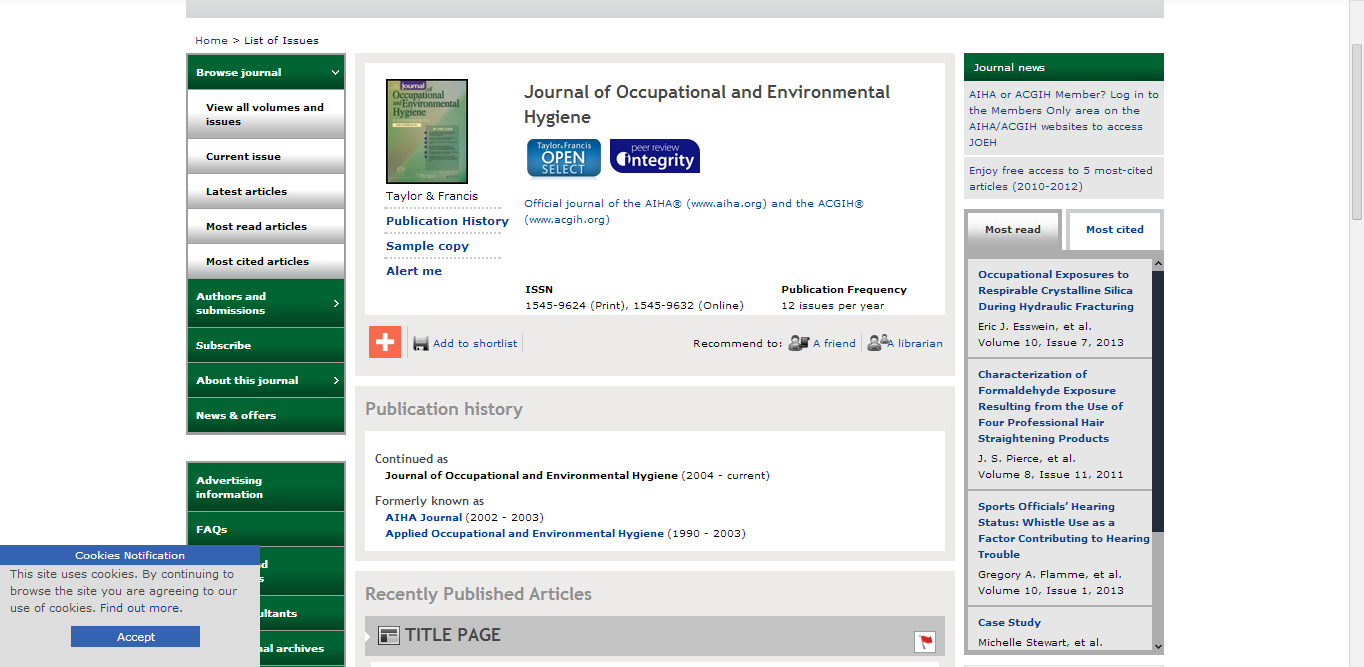 Home > List of Issues
Browse journal
View all volumes and
issues
Current issue
Latest articles
Most read articles
Most cited articles
Authors and
submissions
Subscribe
About this journal
News & offers
Advertising
information
FAQs
d
s
ultants
al archives
Cookies Notification
This site uses cookies. By continuing to
browse the site you are agreeing to our
use of cookies. Find out more.
Accept
Journal of
Occupational
and Environmental
Hygiene
Taylor & Francis
Publication History
Sample copy
Alert me
Journal of Occupational and Environmental
Hygiene
Taylor & Francis
OPEN
SELECT
peer review
integrity
Official journal of the AIHA® (www.aiha.org) and the ACGIH®
(www.acgih.org)
ISSN
1545-9624 (Print), 1545-9632 (Online)
Publication Frequency
12 issues per year
Add to shortlist
Recommend to: A friend A librarian
Publication history
Continued as
Journal of Occupational and Environmental Hygiene (2004 - current)
Formerly known as
AIHA Journal (2002 - 2003)
Applied Occupational and Environmental Hygiene (1990 - 2003)
Recently Published Articles
TITLE PAGE
Journal news
AIHA or ACGIH Member? Log in to
the Members Only area on the
AIHA/ACGIH websites to access
JOEH
Enjoy free access to 5 most-cited
articles (2010-2012)
Most read Most cited
Occupational Exposures to
Respirable Crystalline Silica
During Hydraulic Fracturing
Eric J. Esswein, et al.
Volume 10, Issue 7, 2013
Characterization of
Formaldehyde Exposure
Resulting from the Use of
Four Professional Hair
Straightening Products
J. S. Pierce, et al.
Volume 8, Issue 11, 2011
Sports Officials’ Hearing
Status: Whistle Use as a
Factor Contributing to Hearing
Trouble
Gregory A. Flamme, et al.
Volume 10, Issue 1, 2013
Case Study
Michelle Stewart, et al.